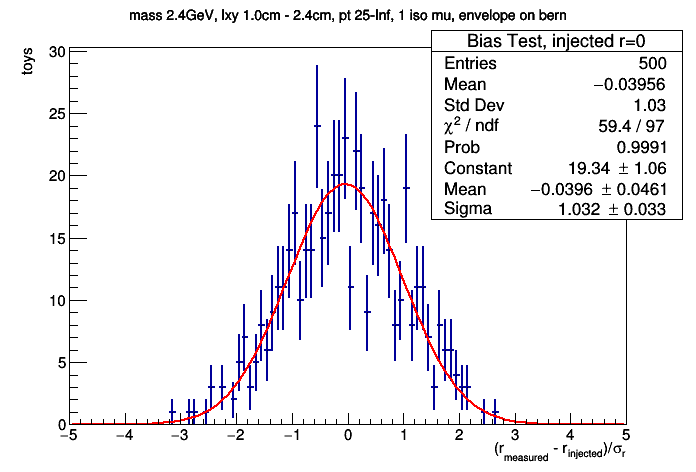 mass 2.4GeV, lxy 1.0cm - 2.4cm, pt 25-Inf, 1 iso mu, envelope on bern
Bias Test, injected r=0
Entries 500
Mean −0.03956
Std Dev 1.03
χ² / ndf 59.4 / 97
Prob 0.9991
Constant 19.34 ± 1.06
Mean −0.0396 ± 0.0461
Sigma 1.032 ± 0.033
toys
30
25
20
15
10
5
0
−5 −4 −3 −2 −1 0 1 2 3 4 5
(r_measured - r_injected)/σ_r